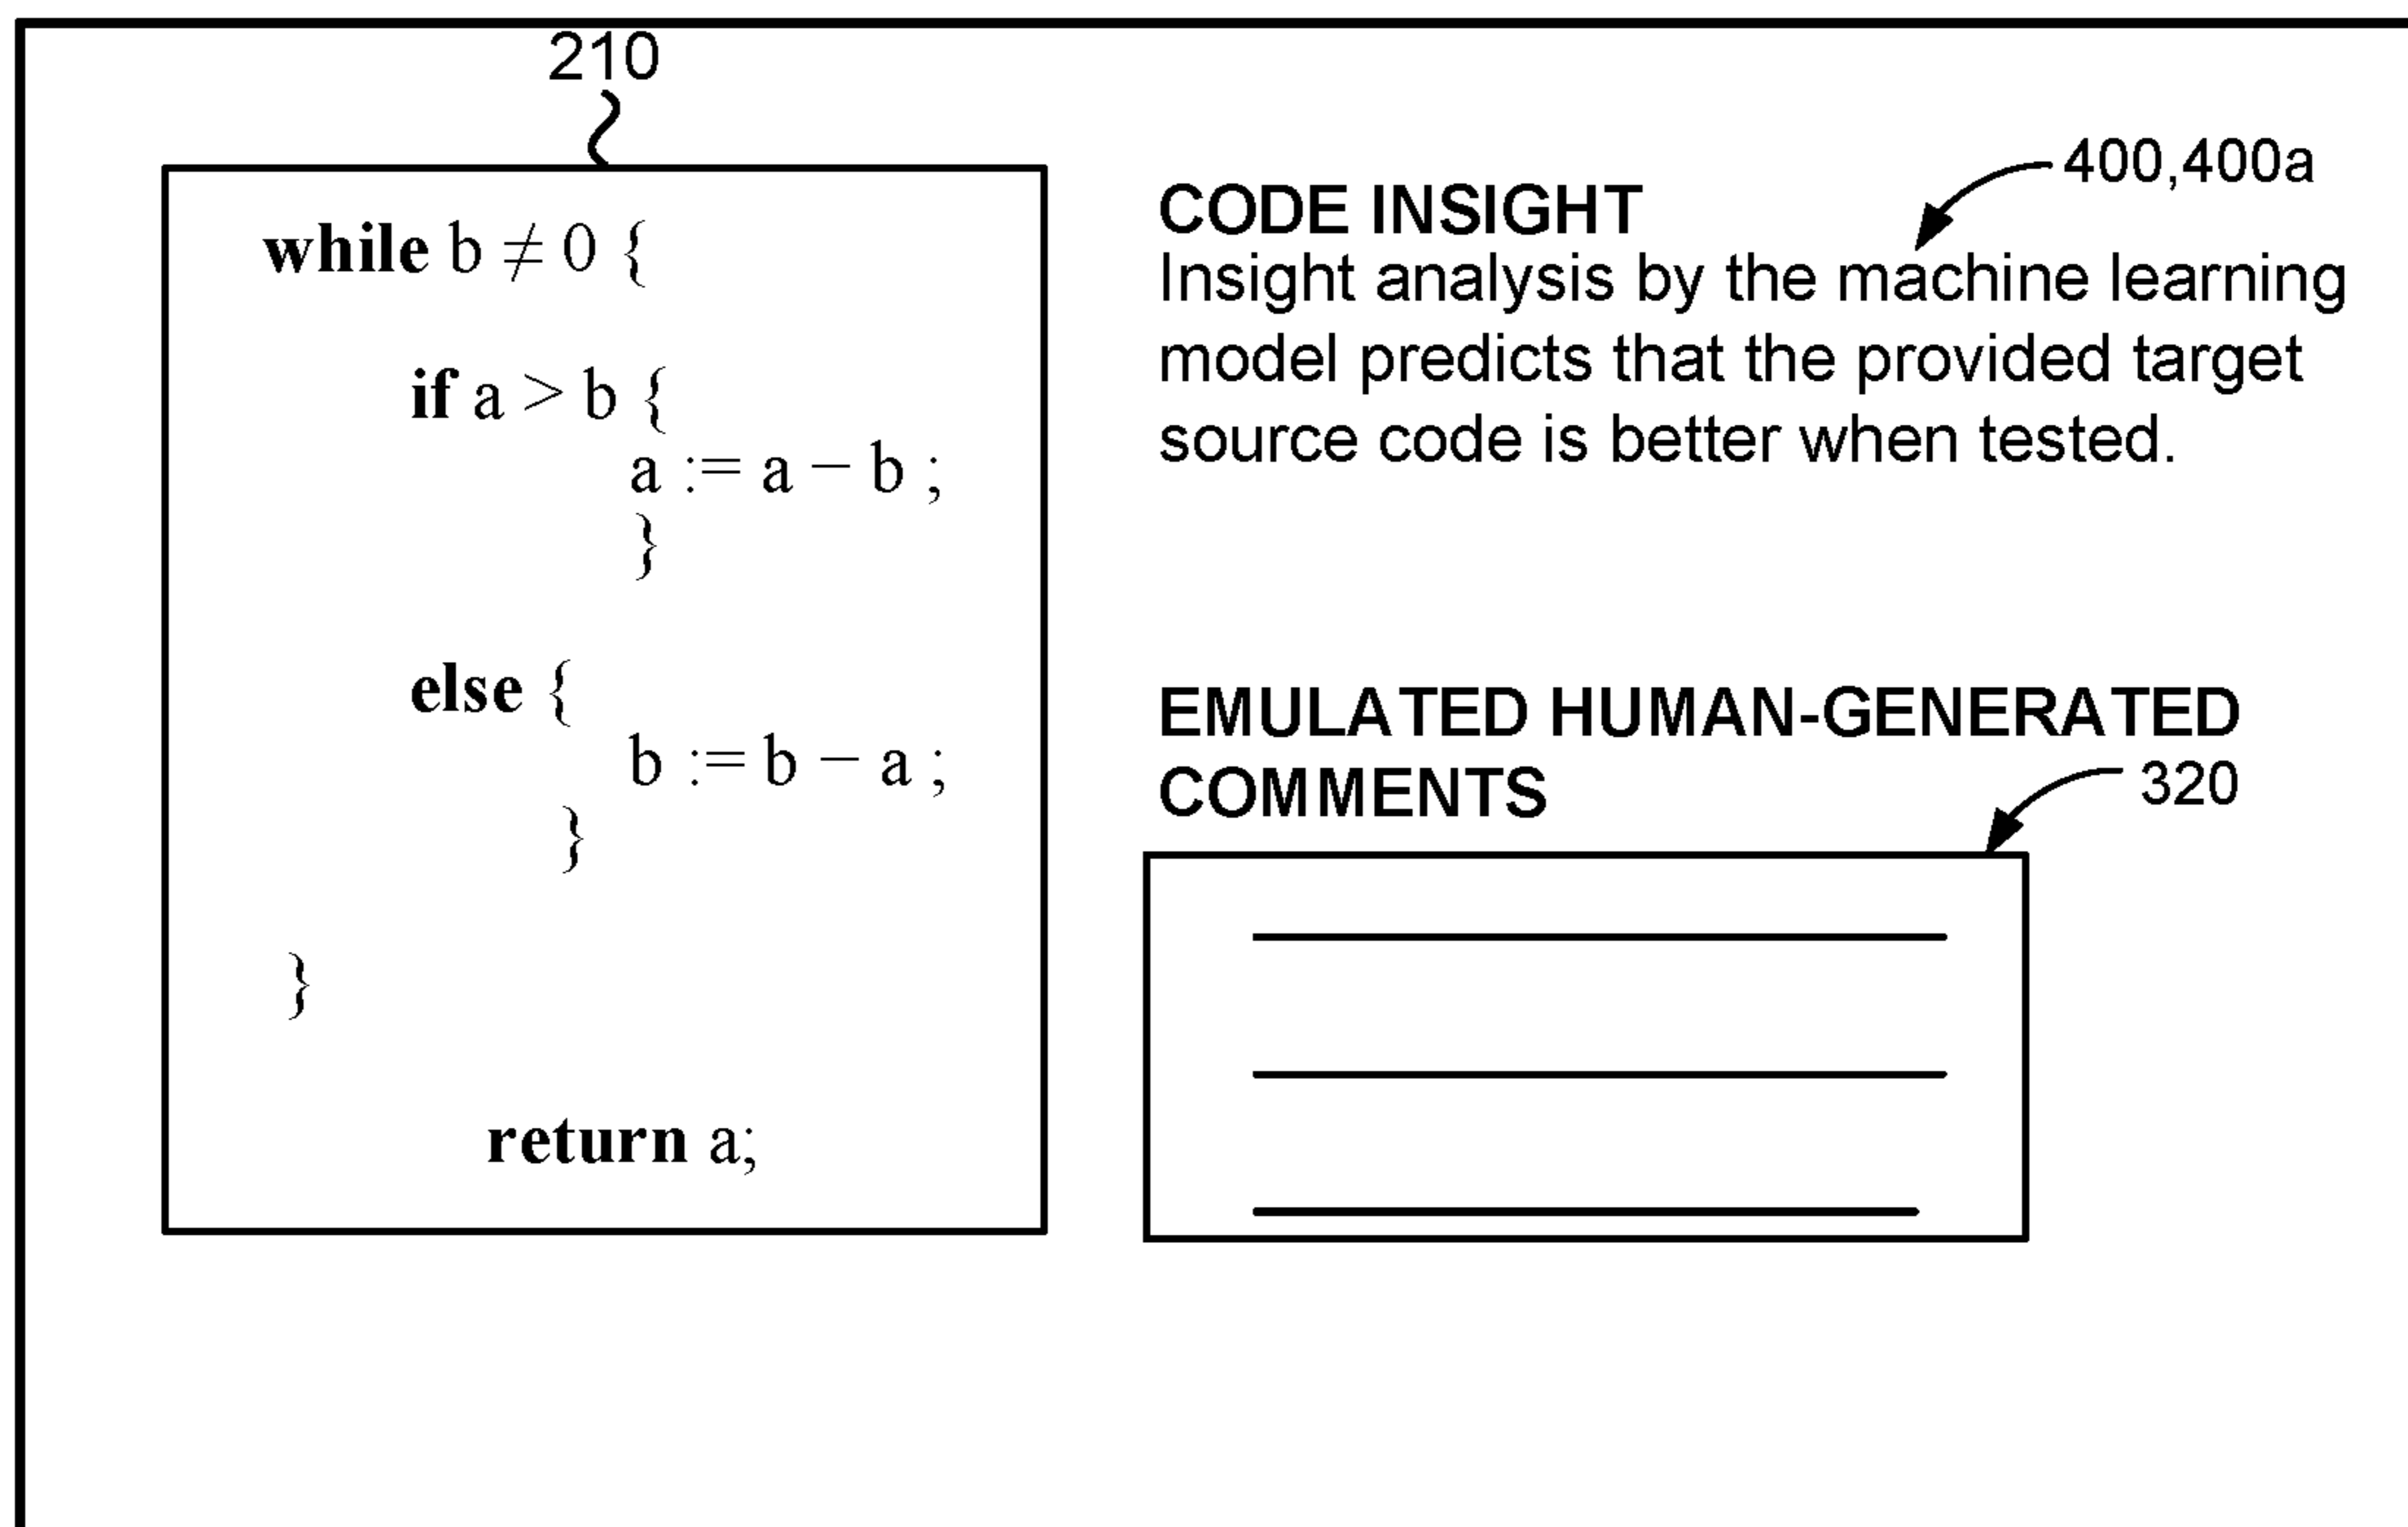 210
while b ≠ 0 {
if a > b {
a := a − b ;
}
else {
b := b − a ;
}
}
return a;
400,400a
CODE INSIGHT
Insight analysis by the machine learning
model predicts that the provided target
source code is better when tested.
EMULATED HUMAN-GENERATED
COMMENTS
320